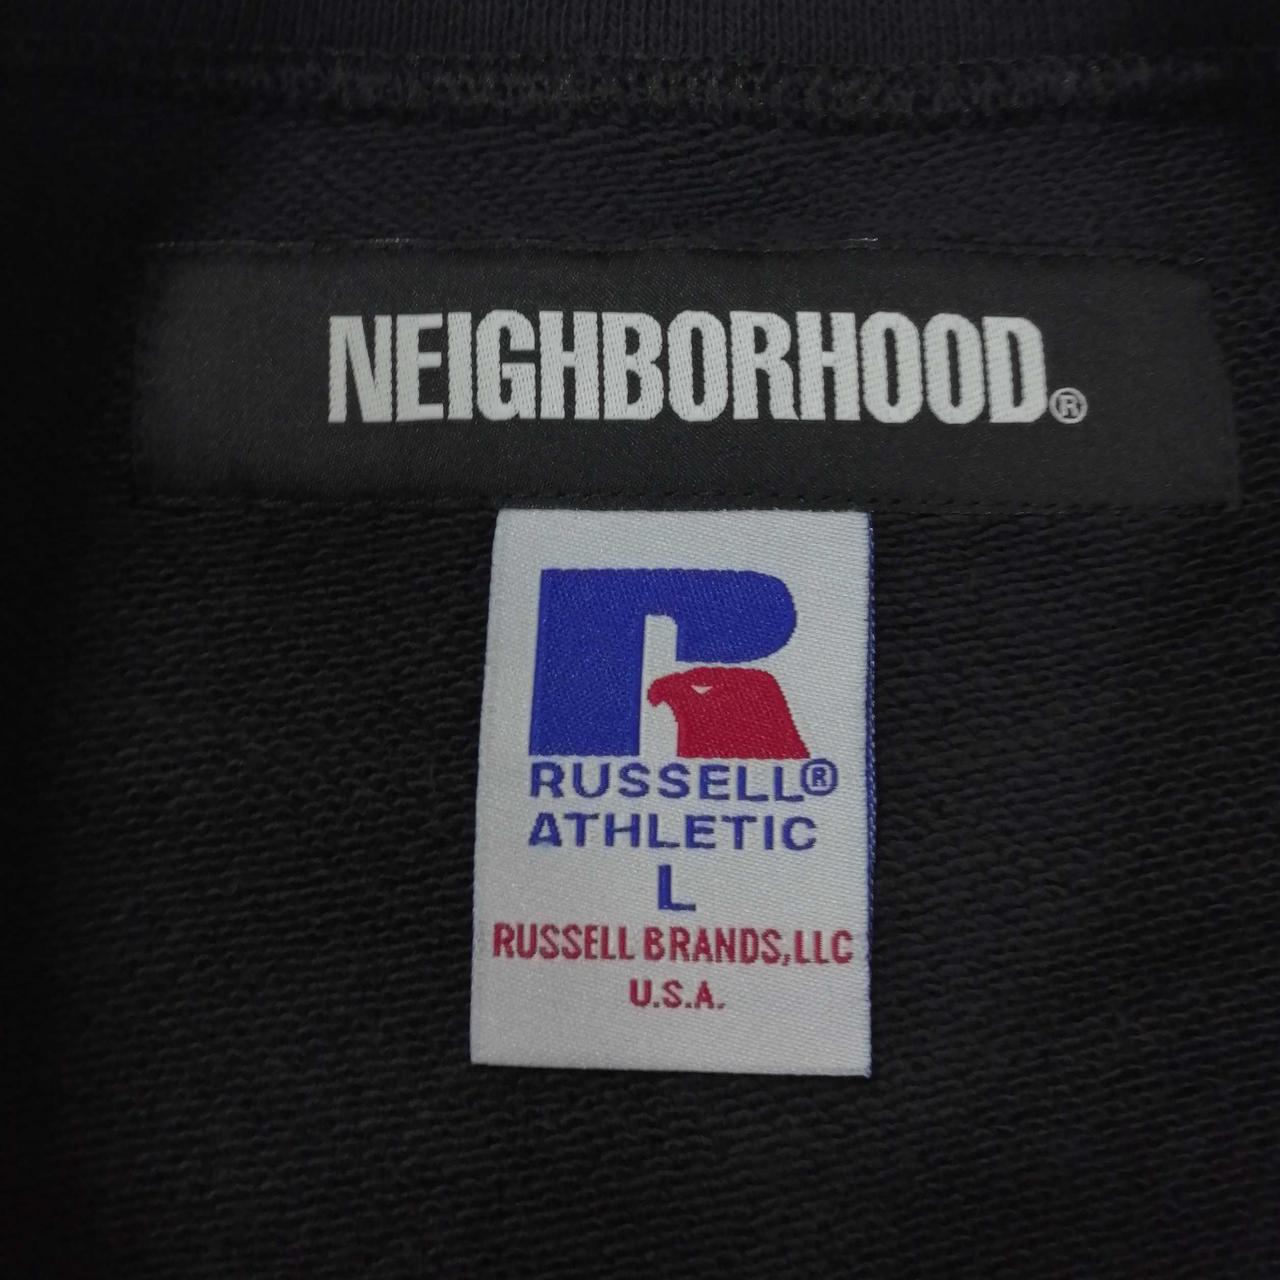 NEIGHBORHOOD®
RUSSELL®
ATHLETIC
L
RUSSELL BRANDS,LLC
U.S.A.